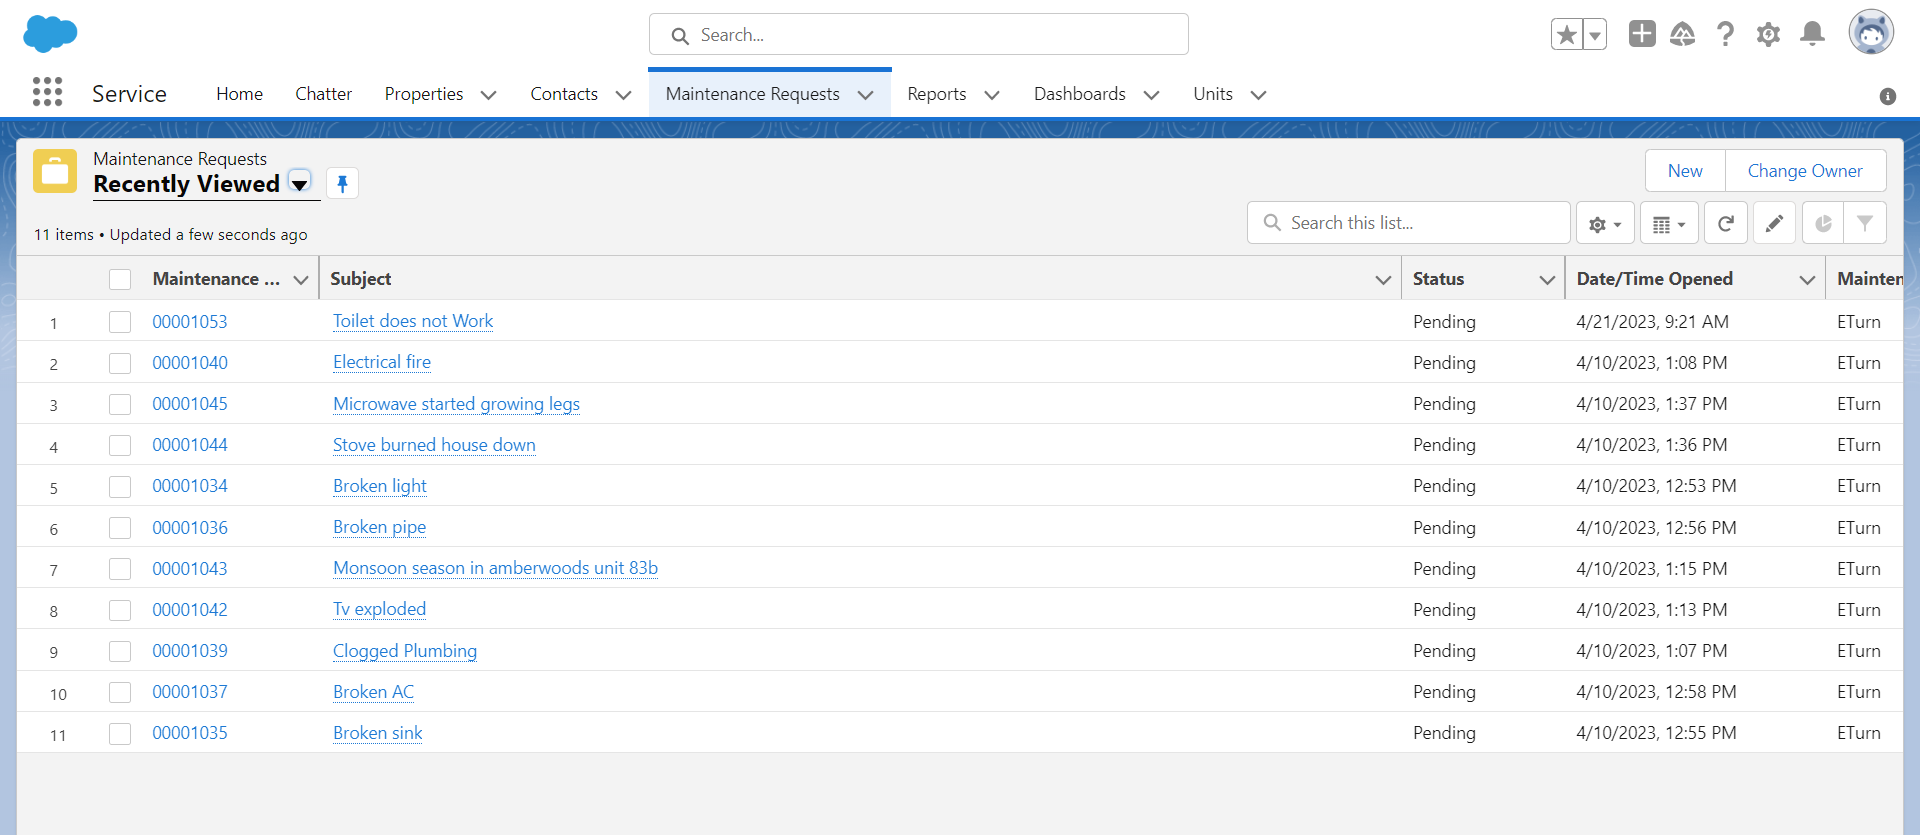 Search...
Service Home Chatter Properties Contacts Maintenance Requests Reports Dashboards Units
Maintenance Requests
Recently Viewed
New Change Owner
11 items • Updated a few seconds ago
Search this list...
Maintenance ... Subject Status Date/Time Opened Mainten
1 00001053 Toilet does not Work Pending 4/21/2023, 9:21 AM ETurn
2 00001040 Electrical fire Pending 4/10/2023, 1:08 PM ETurn
3 00001045 Microwave started growing legs Pending 4/10/2023, 1:37 PM ETurn
4 00001044 Stove burned house down Pending 4/10/2023, 1:36 PM ETurn
5 00001034 Broken light Pending 4/10/2023, 12:53 PM ETurn
6 00001036 Broken pipe Pending 4/10/2023, 12:56 PM ETurn
7 00001043 Monsoon season in amberwoods unit 83b Pending 4/10/2023, 1:15 PM ETurn
8 00001042 Tv exploded Pending 4/10/2023, 1:13 PM ETurn
9 00001039 Clogged Plumbing Pending 4/10/2023, 1:07 PM ETurn
10 00001037 Broken AC Pending 4/10/2023, 12:58 PM ETurn
11 00001035 Broken sink Pending 4/10/2023, 12:55 PM ETurn